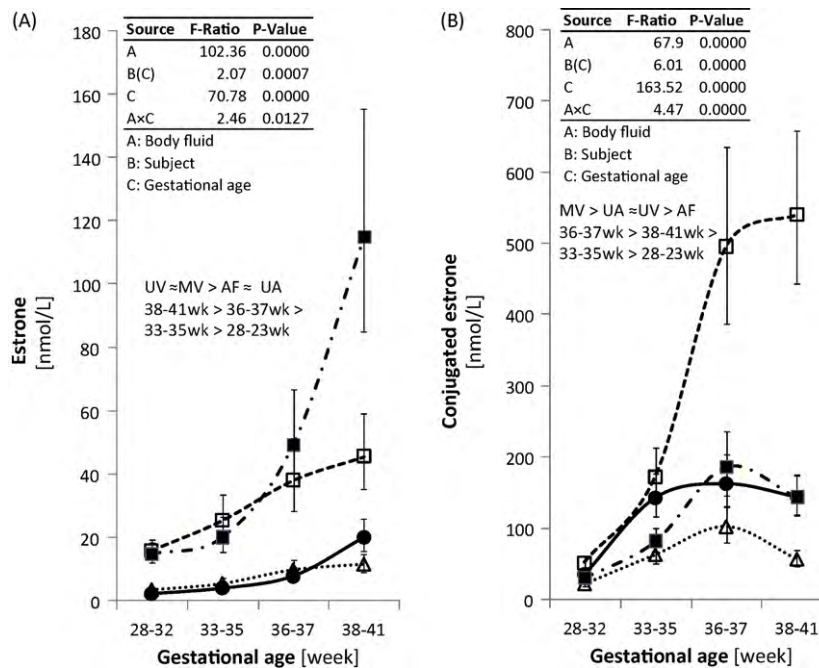 (A)
Source F-Ratio P-Value
A 102.36 0.0000
B(C) 2.07 0.0007
C 70.78 0.0000
A×C 2.46 0.0127
A: Body fluid
B: Subject
C: Gestational age
UV ≈MV > AF ≈ UA
38-41wk > 36-37wk >
33-35wk > 28-23wk
Estrone
[nmol/L]
180
160
140
120
100
80
60
40
20
0
28-32 33-35 36-37 38-41
Gestational age [week]
(B)
Source F-Ratio P-Value
A 67.9 0.0000
B(C) 6.01 0.0000
C 163.52 0.0000
A×C 4.47 0.0000
A: Body fluid
B: Subject
C: Gestational age
MV > UA ≈UV > AF
36-37wk > 38-41wk >
33-35wk > 28-23wk
Conjugated estrone
[nmol/L]
800
700
600
500
400
300
200
100
0
28-32 33-35 36-37 38-41
Gestational age [week]